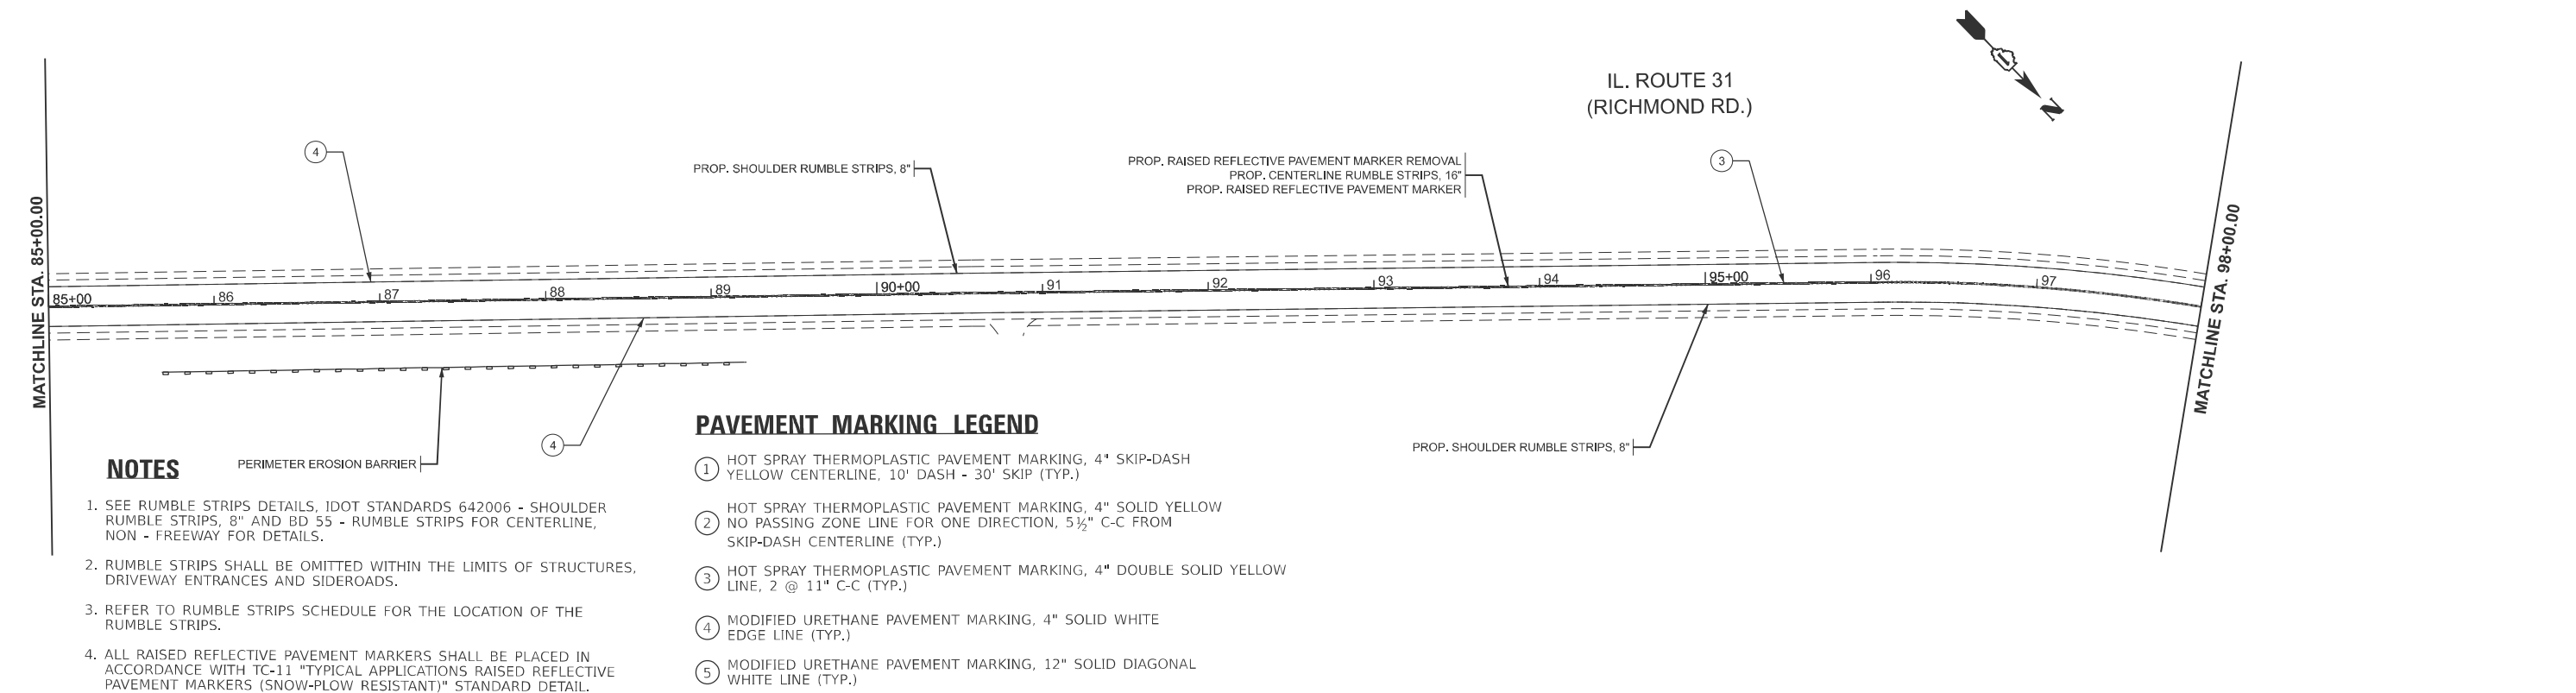 IL. ROUTE 31
(RICHMOND RD.)
N
4
PROP. SHOULDER RUMBLE STRIPS, 8"
PROP. RAISED REFLECTIVE PAVEMENT MARKER REMOVAL
PROP. CENTERLINE RUMBLE STRIPS, 16"
PROP. RAISED REFLECTIVE PAVEMENT MARKER
3
MATCHLINE STA. 85+00.00
85+00
86
87
88
89
90+00
91
92
93
94
95+00
96
97
MATCHLINE STA. 98+00.00
PERIMETER EROSION BARRIER
4
PROP. SHOULDER RUMBLE STRIPS, 8"
NOTES
1. SEE RUMBLE STRIPS DETAILS, IDOT STANDARDS 642006 - SHOULDER
RUMBLE STRIPS, 8" AND BD 55 - RUMBLE STRIPS FOR CENTERLINE,
NON - FREEWAY FOR DETAILS.
2. RUMBLE STRIPS SHALL BE OMITTED WITHIN THE LIMITS OF STRUCTURES,
DRIVEWAY ENTRANCES AND SIDEROADS.
3. REFER TO RUMBLE STRIPS SCHEDULE FOR THE LOCATION OF THE
RUMBLE STRIPS.
4. ALL RAISED REFLECTIVE PAVEMENT MARKERS SHALL BE PLACED IN
ACCORDANCE WITH TC-11 "TYPICAL APPLICATIONS RAISED REFLECTIVE
PAVEMENT MARKERS (SNOW-PLOW RESISTANT)" STANDARD DETAIL.
PAVEMENT MARKING LEGEND
1 HOT SPRAY THERMOPLASTIC PAVEMENT MARKING, 4" SKIP-DASH
YELLOW CENTERLINE, 10' DASH - 30' SKIP (TYP.)
2 HOT SPRAY THERMOPLASTIC PAVEMENT MARKING, 4" SOLID YELLOW
NO PASSING ZONE LINE FOR ONE DIRECTION, 5½" C-C FROM
SKIP-DASH CENTERLINE (TYP.)
3 HOT SPRAY THERMOPLASTIC PAVEMENT MARKING, 4" DOUBLE SOLID YELLOW
LINE, 2 @ 11" C-C (TYP.)
4 MODIFIED URETHANE PAVEMENT MARKING, 4" SOLID WHITE
EDGE LINE (TYP.)
5 MODIFIED URETHANE PAVEMENT MARKING, 12" SOLID DIAGONAL
WHITE LINE (TYP.)